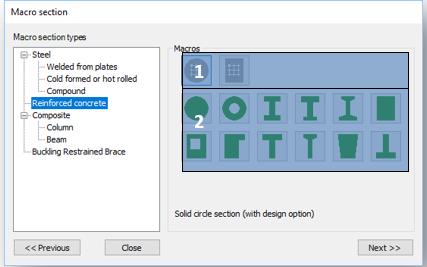 Macro section
Macro section types
Steel
Welded from plates
Cold formed or hot rolled
Compound
Reinforced concrete
Composite
Column
Beam
Buckling Restrained Brace
Macros
1
2
Solid circle section (with design option)
<< Previous
Close
Next >>